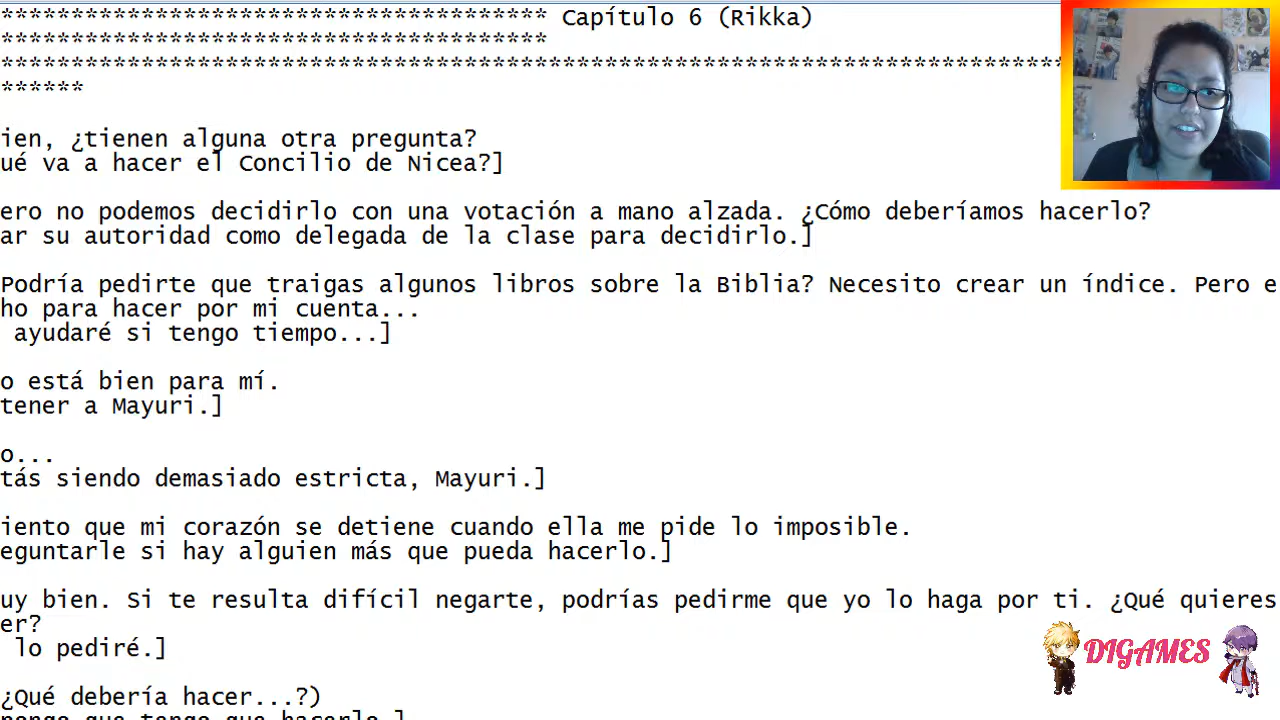 *************************************** Capítulo 6 (Rikka)
***************************************
****************************************************************************
******
ien, ¿tienen alguna otra pregunta?
ué va a hacer el Concilio de Nicea?]
ero no podemos decidirlo con una votación a mano alzada. ¿Cómo deberíamos hacerlo?
ar su autoridad como delegada de la clase para decidirlo.]
Podría pedirte que traigas algunos libros sobre la Biblia? Necesito crear un índice. Pero e
ho para hacer por mi cuenta...
ayudaré si tengo tiempo...]
o está bien para mí.
tener a Mayuri.]
o...
tás siendo demasiado estricta, Mayuri.]
iento que mi corazón se detiene cuando ella me pide lo imposible.
eguntarle si hay alguien más que pueda hacerlo.]
uy bien. Si te resulta difícil negarte, podrías pedirme que yo lo haga por ti. ¿Qué quieres
er?
lo pediré.]
DIGAMES
¿Qué debería hacer...?)
pongo que tengo que hacerlo.]